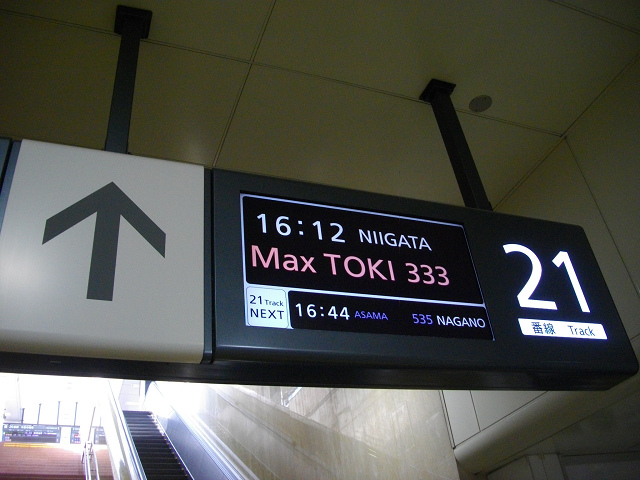 16:12 NIIGATA
Max TOKI 333
21 Track
NEXT
16:44 ASAMA 535 NAGANO
21
番線 Track